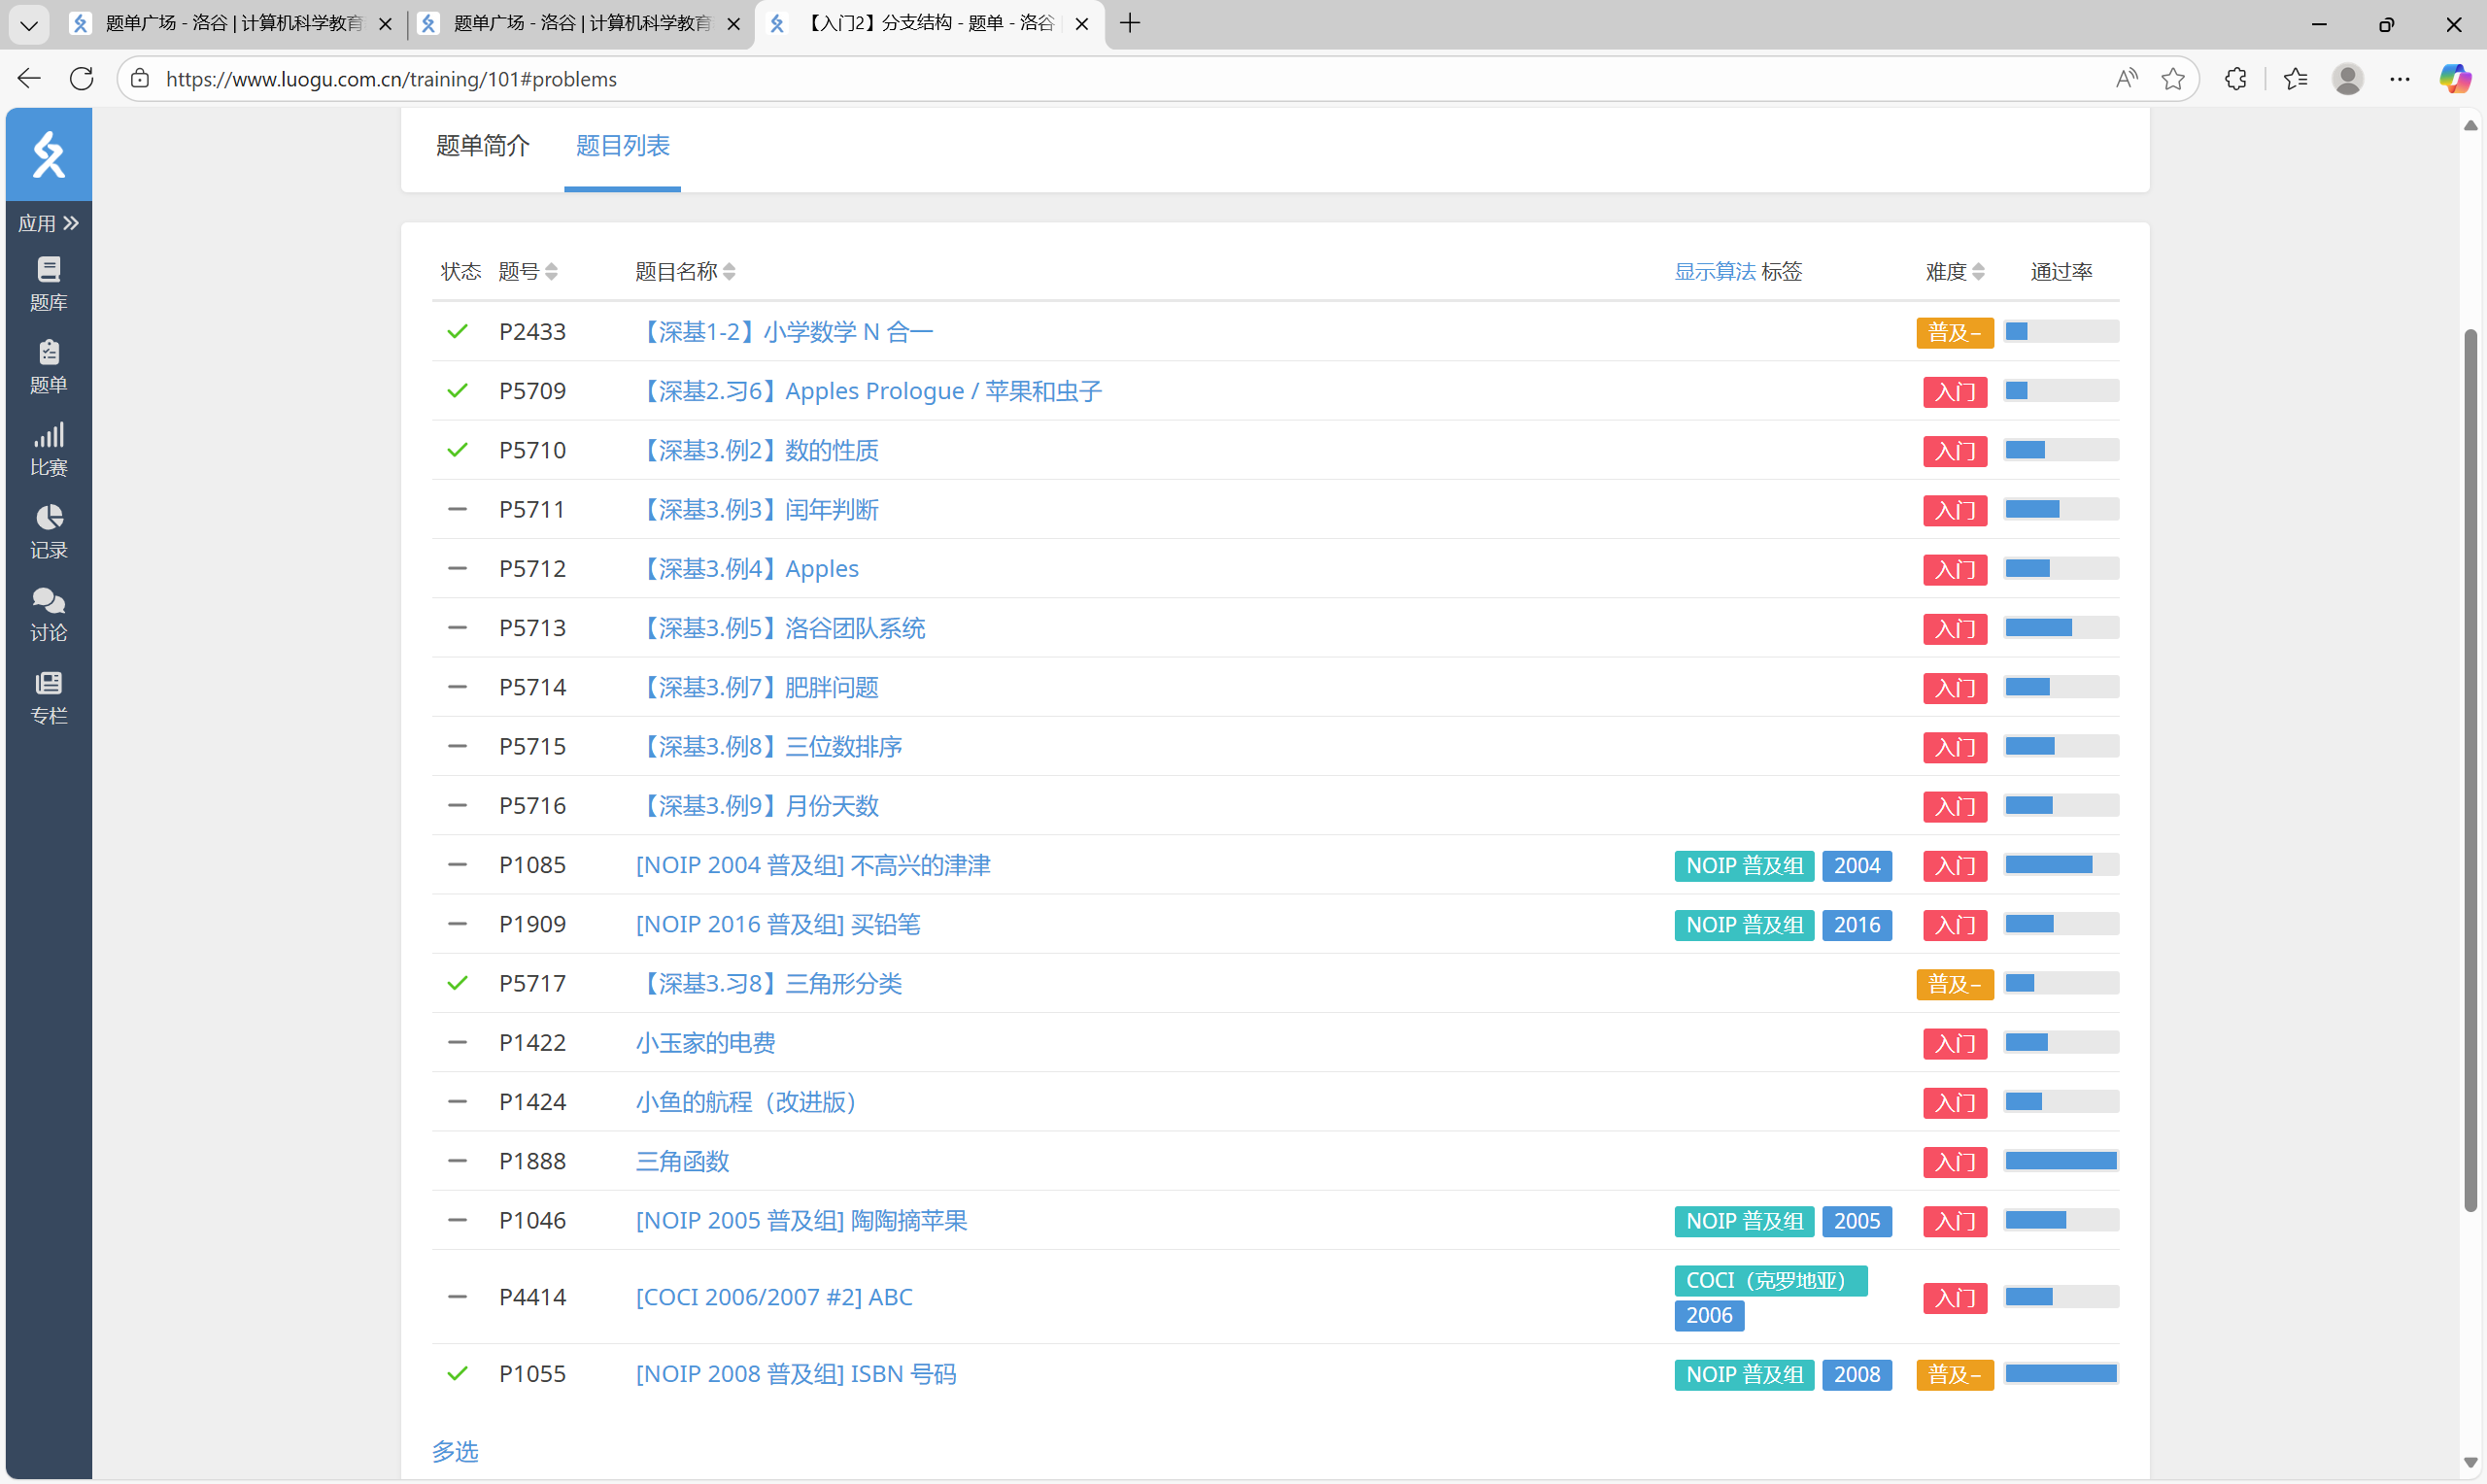 题单广场 - 洛谷 | 计算机科学教育
题单广场 - 洛谷 | 计算机科学教育
【入门2】分支结构 - 题单 - 洛谷
https://www.luogu.com.cn/training/101#problems
应用
题库
题单
比赛
记录
讨论
专栏
题单简介 题目列表
状态 题号 题目名称 显示算法 标签 难度 通过率
P2433 【深基1-2】小学数学 N 合一 普及−
P5709 【深基2.习6】Apples Prologue / 苹果和虫子 入门
P5710 【深基3.例2】数的性质 入门
P5711 【深基3.例3】闰年判断 入门
P5712 【深基3.例4】Apples 入门
P5713 【深基3.例5】洛谷团队系统 入门
P5714 【深基3.例7】肥胖问题 入门
P5715 【深基3.例8】三位数排序 入门
P5716 【深基3.例9】月份天数 入门
P1085 [NOIP 2004 普及组] 不高兴的津津 NOIP 普及组 2004 入门
P1909 [NOIP 2016 普及组] 买铅笔 NOIP 普及组 2016 入门
P5717 【深基3.习8】三角形分类 普及−
P1422 小玉家的电费 入门
P1424 小鱼的航程（改进版） 入门
P1888 三角函数 入门
P1046 [NOIP 2005 普及组] 陶陶摘苹果 NOIP 普及组 2005 入门
P4414 [COCI 2006/2007 #2] ABC COCI（克罗地亚） 2006 入门
P1055 [NOIP 2008 普及组] ISBN 号码 NOIP 普及组 2008 普及−
多选